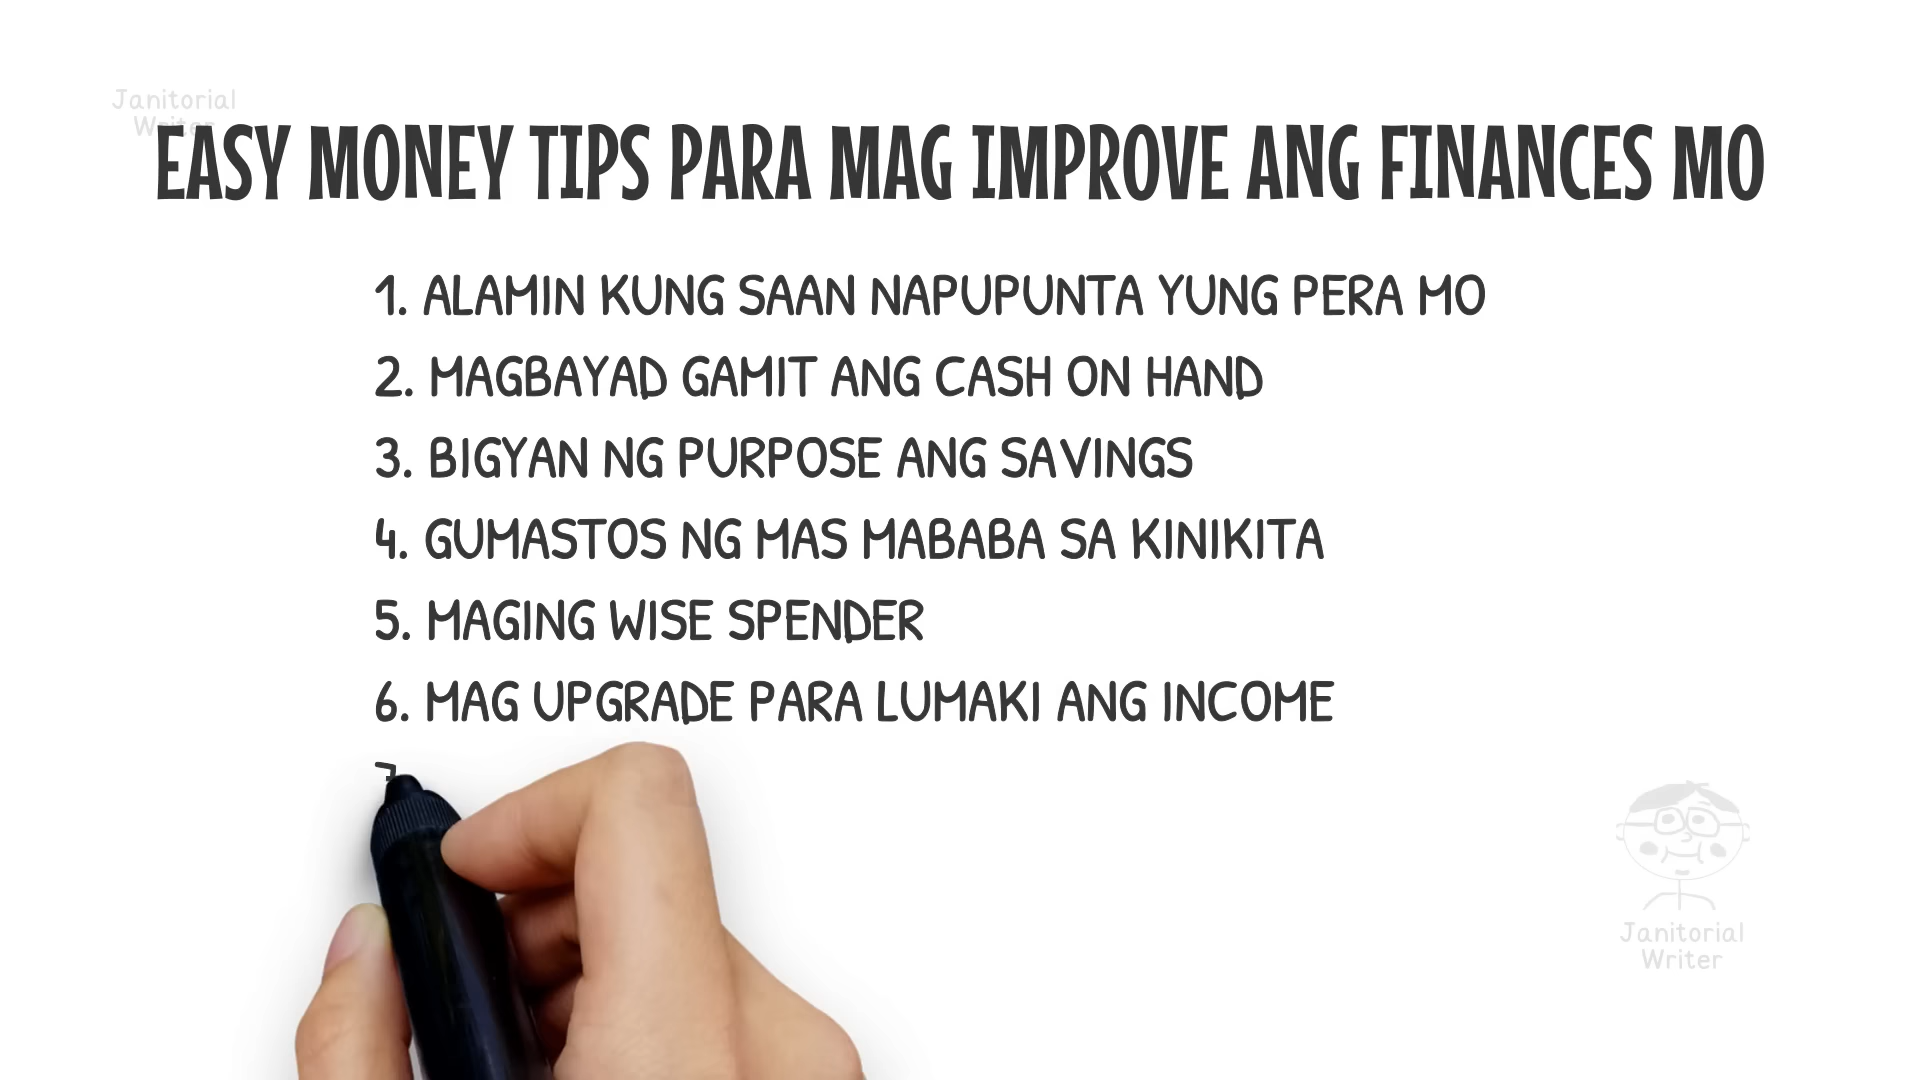 Janitorial
Writer
EASY MONEY TIPS PARA MAG IMPROVE ANG FINANCES MO
1. ALAMIN KUNG SAAN NAPUPUNTA YUNG PERA MO
2. MAGBAYAD GAMIT ANG CASH ON HAND
3. BIGYAN NG PURPOSE ANG SAVINGS
4. GUMASTOS NG MAS MABABA SA KINIKITA
5. MAGING WISE SPENDER
6. MAG UPGRADE PARA LUMAKI ANG INCOME
7
Janitorial
Writer